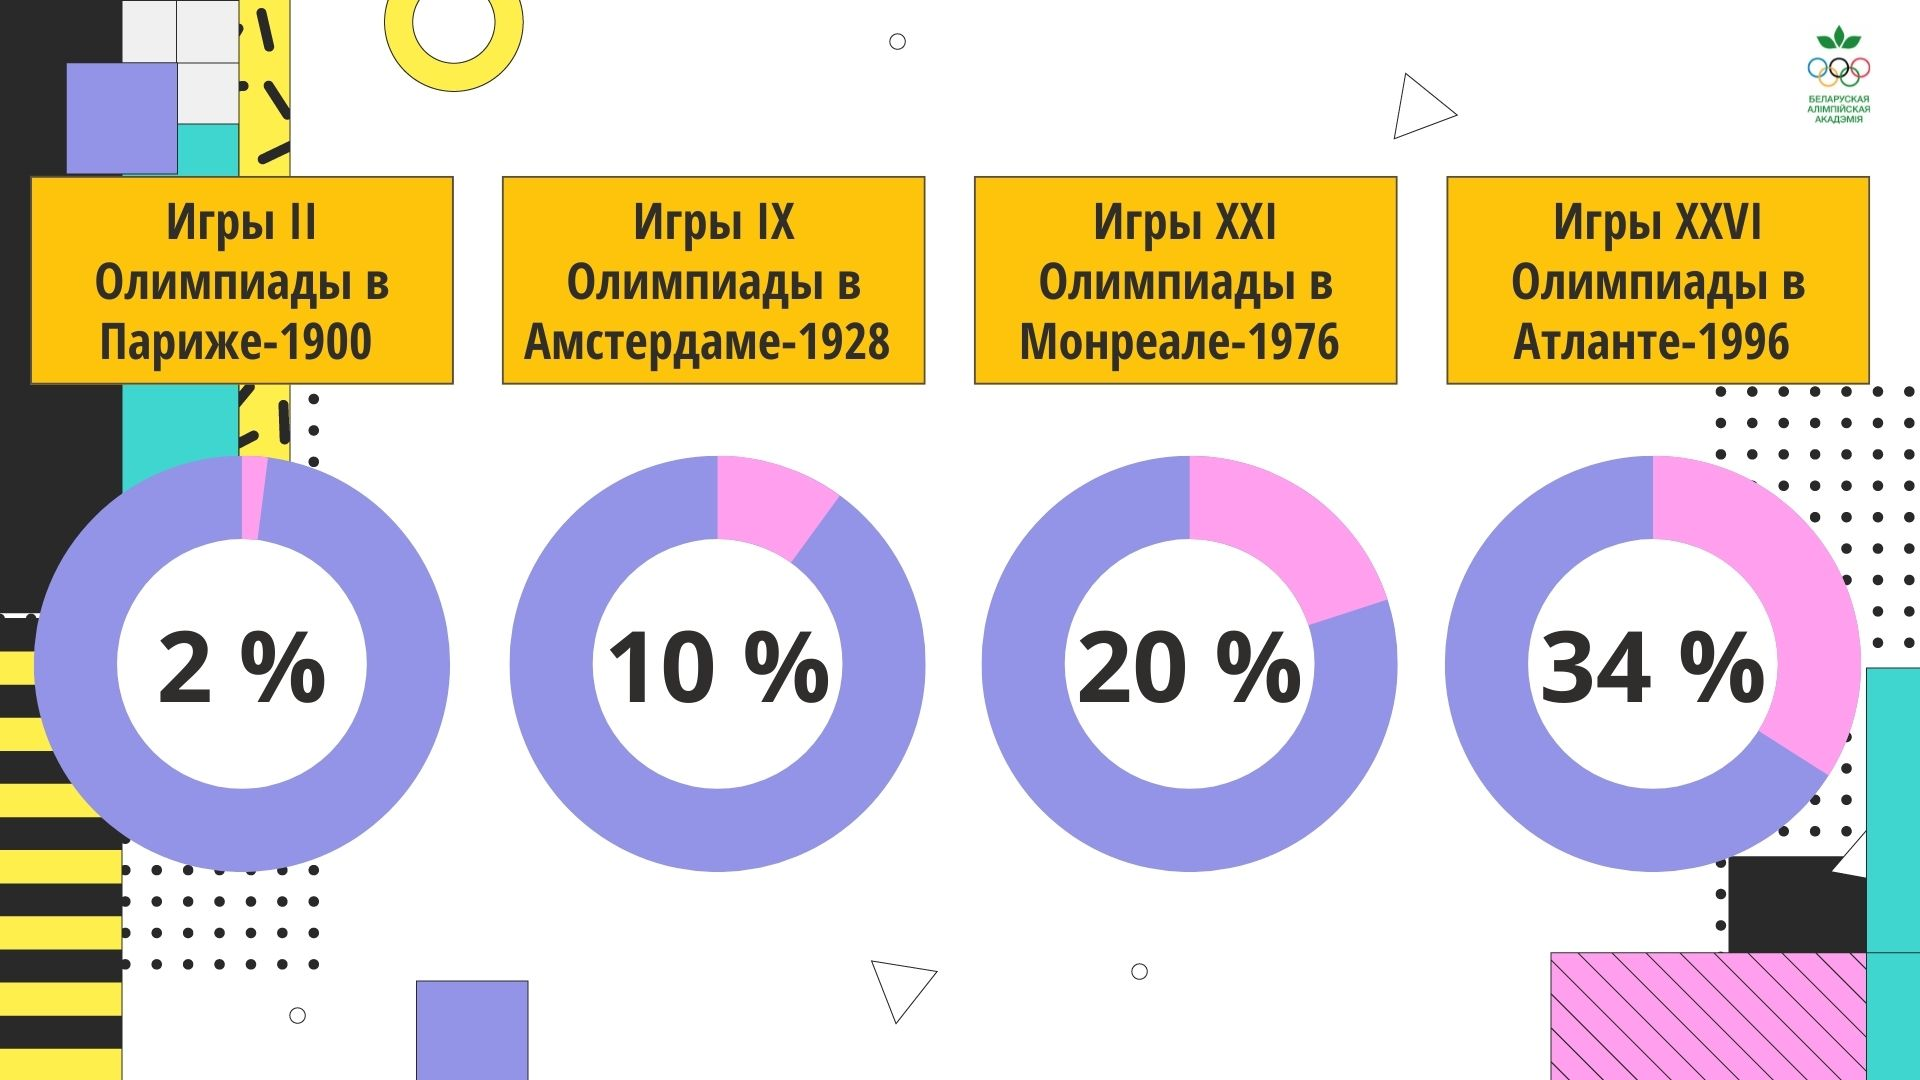 БЕЛАРУСКАЯ
АЛІМПІЙСКАЯ
АКАДЭМІЯ
Игры II
Олимпиады в
Париже-1900
Игры IX
Олимпиады в
Амстердаме-1928
Игры XXI
Олимпиады в
Монреале-1976
Игры XXVI
Олимпиады в
Атланте-1996
2 %
10 %
20 %
34 %